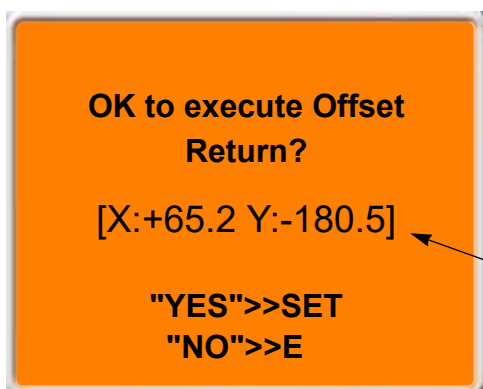 OK to execute Offset
Return?
[X:+65.2 Y:-180.5]
"YES">>SET
"NO">>E